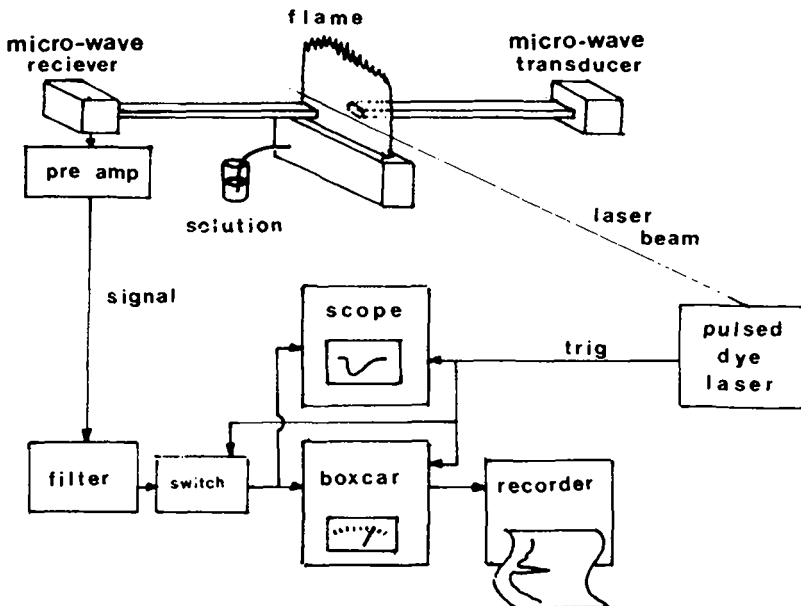 flame
micro-wave
reciever
micro-wave
transducer
pre amp
solution
laser
beam
signal
scope
trig
pulsed
dye
laser
filter
switch
boxcar
recorder